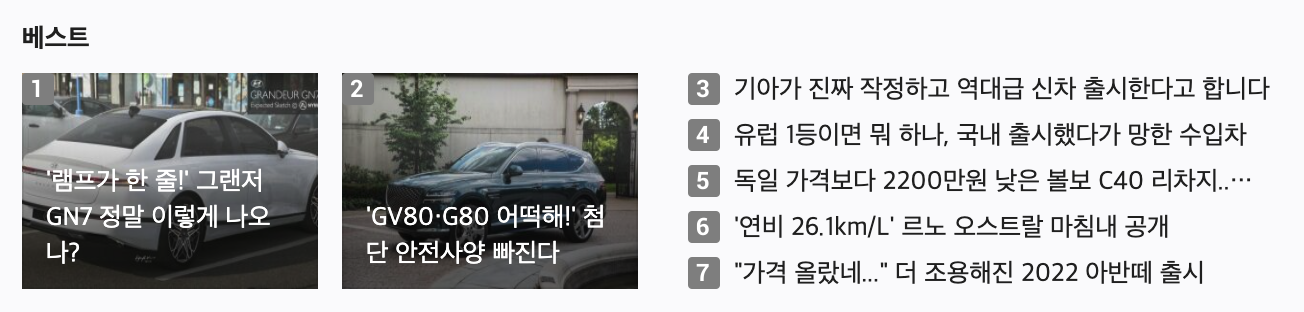 베스트
1
GRANDEUR GN7
Expected Sketch @
'램프가 한 줄!' 그랜저
GN7 정말 이렇게 나오
나?
2
'GV80·G80 어떡해!' 첨
단 안전사양 빠진다
3 기아가 진짜 작정하고 역대급 신차 출시한다고 합니다
4 유럽 1등이면 뭐 하나, 국내 출시했다가 망한 수입차
5 독일 가격보다 2200만원 낮은 볼보 C40 리차지..…
6 '연비 26.1km/L' 르노 오스트랄 마침내 공개
7 "가격 올랐네..." 더 조용해진 2022 아반떼 출시